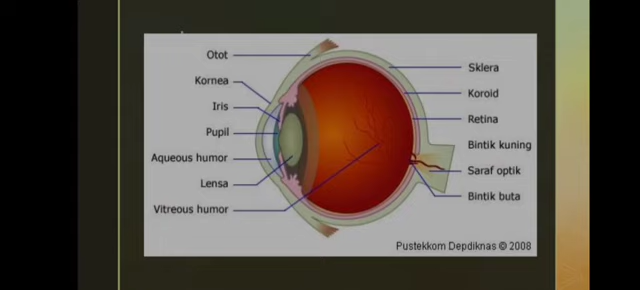 Otot
Kornea
Iris
Pupil
Aqueous humor
Lensa
Vitreous humor
Sklera
Koroid
Retina
Bintik kuning
Saraf optik
Bintik buta
Pustekkom Depdiknas © 2008